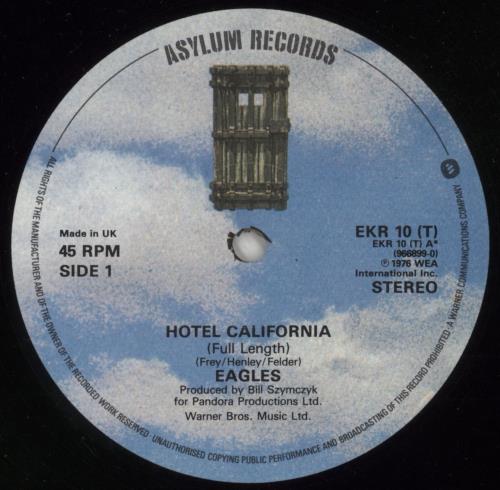 ASYLUM RECORDS
Made in UK
45 RPM
SIDE 1
EKR 10 (T)
EKR 10 (T) A*
(966899-0)
℗ 1976 WEA
International Inc.
STEREO
HOTEL CALIFORNIA
(Full Length)
(Frey/Henley/Felder)
EAGLES
Produced by Bill Szymczyk
for Pandora Productions Ltd.
Warner Bros. Music Ltd.
ALL RIGHTS OF THE MANUFACTURER AND OF THE OWNER OF THE RECORDED WORK RESERVED · UNAUTHORISED COPYING PUBLIC PERFORMANCE AND BROADCASTING OF THIS RECORD PROHIBITED · A WARNER COMMUNICATIONS COMPANY